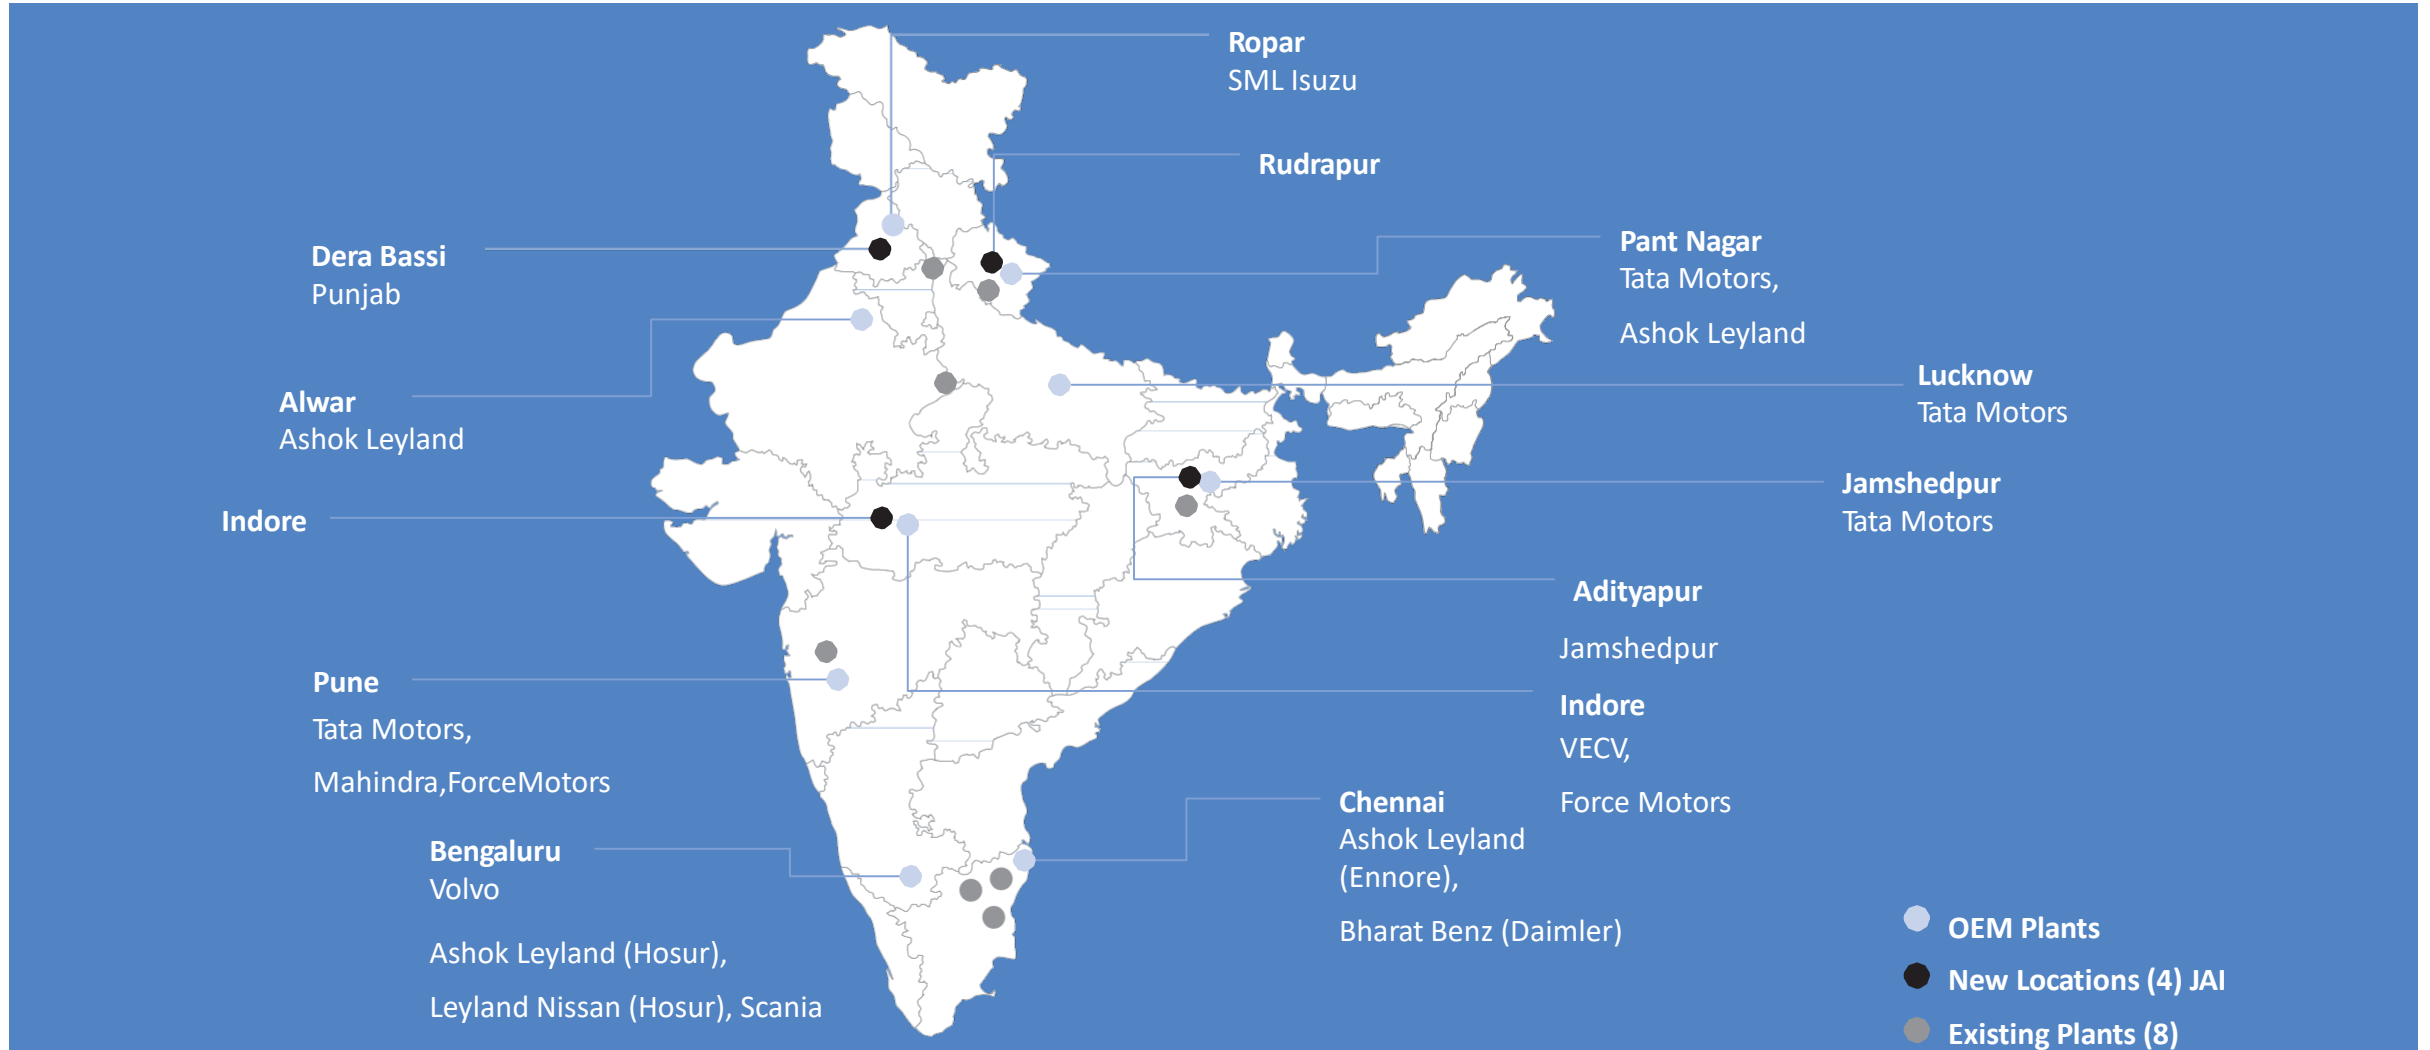 Ropar
SML Isuzu
Rudrapur
Dera Bassi
Punjab
Pant Nagar
Tata Motors,
Ashok Leyland
Alwar
Ashok Leyland
Lucknow
Tata Motors
Indore
Jamshedpur
Tata Motors
Adityapur
Jamshedpur
Pune
Tata Motors,
Mahindra,ForceMotors
Indore
VECV,
Force Motors
Bengaluru
Volvo
Ashok Leyland (Hosur),
Leyland Nissan (Hosur), Scania
Chennai
Ashok Leyland
(Ennore),
Bharat Benz (Daimler)
OEM Plants
New Locations (4) JAI
Existing Plants (8)